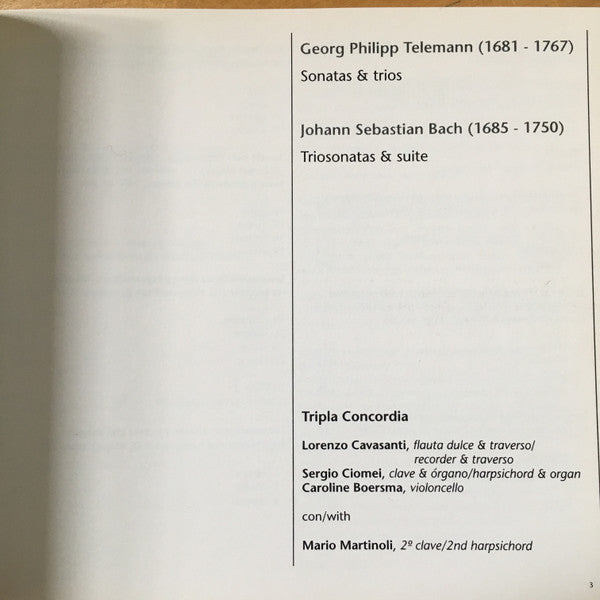 Georg Philipp Telemann (1681 - 1767)
Sonatas & trios
Johann Sebastian Bach (1685 - 1750)
Triosonatas & suite
Tripla Concordia
Lorenzo Cavasanti, flauta dulce & traverso/
recorder & traverso
Sergio Ciomei, clave & órgano/harpsichord & organ
Caroline Boersma, violoncello
con/with
Mario Martinoli, 2º clave/2nd harpsichord
3